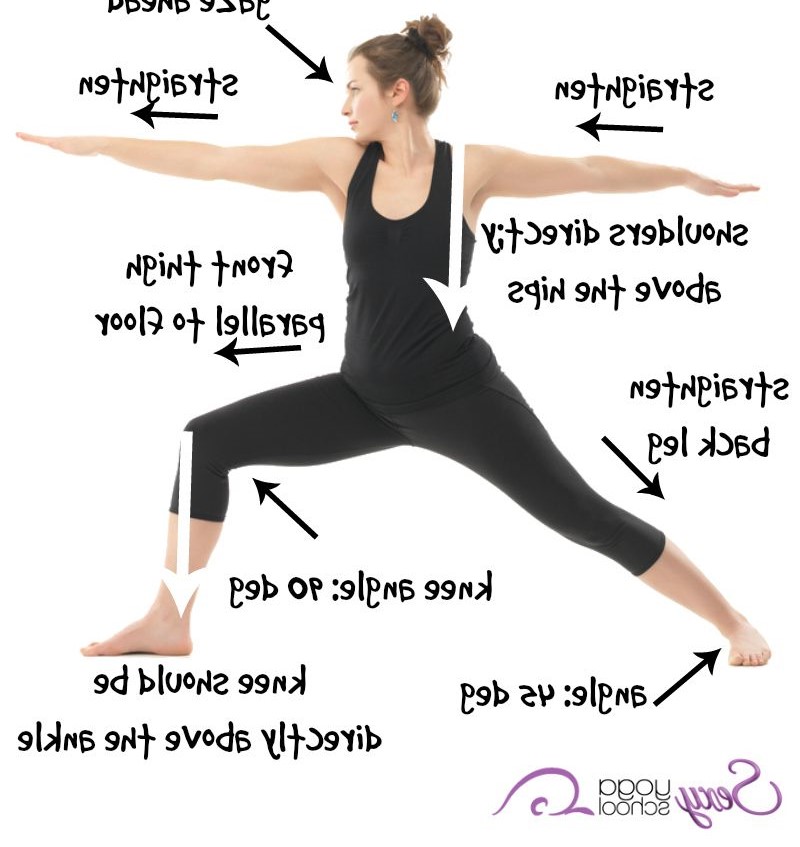 gaze ahead
straighten
straighten
shoulders directly
above the hips
front thigh
parallel to floor
straighten
back leg
knee angle: 90 deg
knee should be
directly above the ankle
angle: 45 deg
Sexy yoga
school